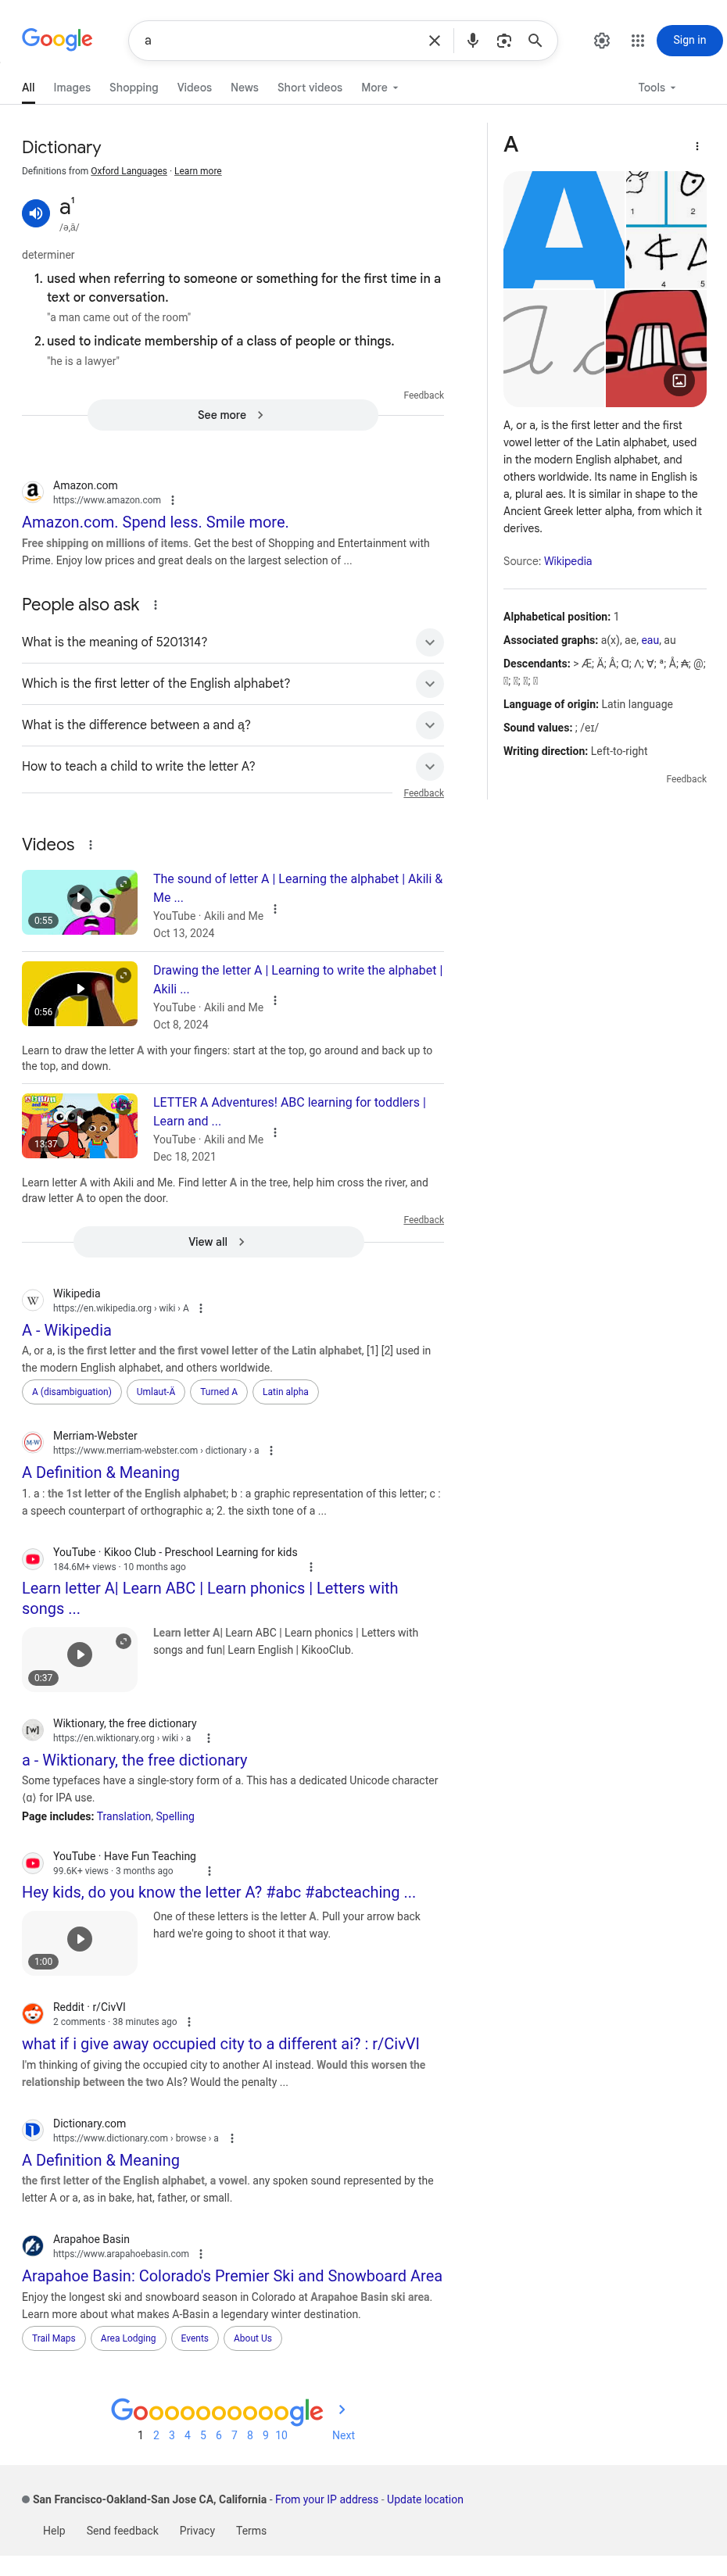 Google
a
Sign in
All
Images
Shopping
Videos
News
Short videos
More
Tools
Dictionary
Definitions from Oxford Languages · Learn more
a¹
/ə,ā/
determiner
1. used when referring to someone or something for the first time in a
text or conversation.
"a man came out of the room"
2. used to indicate membership of a class of people or things.
"he is a lawyer"
Feedback
See more
Amazon.com
https://www.amazon.com
Amazon.com. Spend less. Smile more.
Free shipping on millions of items. Get the best of Shopping and Entertainment with
Prime. Enjoy low prices and great deals on the largest selection of ...
People also ask
What is the meaning of 5201314?
Which is the first letter of the English alphabet?
What is the difference between a and ą?
How to teach a child to write the letter A?
Feedback
Videos
0:55
The sound of letter A | Learning the alphabet | Akili &
Me ...
YouTube · Akili and Me
Oct 13, 2024
0:56
Drawing the letter A | Learning to write the alphabet |
Akili ...
YouTube · Akili and Me
Oct 8, 2024
Learn to draw the letter A with your fingers: start at the top, go around and back up to
the top, and down.
13:37
LETTER A Adventures! ABC learning for toddlers |
Learn and ...
YouTube · Akili and Me
Dec 18, 2021
Learn letter A with Akili and Me. Find letter A in the tree, help him cross the river, and
draw letter A to open the door.
Feedback
View all
Wikipedia
https://en.wikipedia.org › wiki › A
A - Wikipedia
A, or a, is the first letter and the first vowel letter of the Latin alphabet, [1] [2] used in
the modern English alphabet, and others worldwide.
A (disambiguation)
Umlaut-Ä
Turned A
Latin alpha
Merriam-Webster
https://www.merriam-webster.com › dictionary › a
A Definition & Meaning
1. a : the 1st letter of the English alphabet; b : a graphic representation of this letter; c :
a speech counterpart of orthographic a; 2. the sixth tone of a ...
YouTube · Kikoo Club - Preschool Learning for kids
184.6M+ views · 10 months ago
Learn letter A| Learn ABC | Learn phonics | Letters with
songs ...
0:37
Learn letter A| Learn ABC | Learn phonics | Letters with
songs and fun| Learn English | KikooClub.
Wiktionary, the free dictionary
https://en.wiktionary.org › wiki › a
a - Wiktionary, the free dictionary
Some typefaces have a single-story form of a. This has a dedicated Unicode character
⟨ɑ⟩ for IPA use.
Page includes: Translation, Spelling
YouTube · Have Fun Teaching
99.6K+ views · 3 months ago
Hey kids, do you know the letter A? #abc #abcteaching ...
1:00
One of these letters is the letter A. Pull your arrow back
hard we're going to shoot it that way.
Reddit · r/CivVI
2 comments · 38 minutes ago
what if i give away occupied city to a different ai? : r/CivVI
I'm thinking of giving the occupied city to another AI instead. Would this worsen the
relationship between the two AIs? Would the penalty ...
Dictionary.com
https://www.dictionary.com › browse › a
A Definition & Meaning
the first letter of the English alphabet, a vowel. any spoken sound represented by the
letter A or a, as in bake, hat, father, or small.
Arapahoe Basin
https://www.arapahoebasin.com
Arapahoe Basin: Colorado's Premier Ski and Snowboard Area
Enjoy the longest ski and snowboard season in Colorado at Arapahoe Basin ski area.
Learn more about what makes A-Basin a legendary winter destination.
Trail Maps
Area Lodging
Events
About Us
A
A
1
2
4
5
A, or a, is the first letter and the first
vowel letter of the Latin alphabet, used
in the modern English alphabet, and
others worldwide. Its name in English is
a, plural aes. It is similar in shape to the
Ancient Greek letter alpha, from which it
derives.
Source: Wikipedia
Alphabetical position: 1
Associated graphs: a(x), ae, eau, au
Descendants: > Æ; Ä; Â; Ɑ; Ʌ; Ɐ; ª; Å; ₳; @;
Language of origin: Latin language
Sound values: ; /eɪ/
Writing direction: Left-to-right
Feedback
Goooooooooogle
1 2 3 4 5 6 7 8 9 10
Next
San Francisco-Oakland-San Jose CA, California - From your IP address - Update location
Help
Send feedback
Privacy
Terms